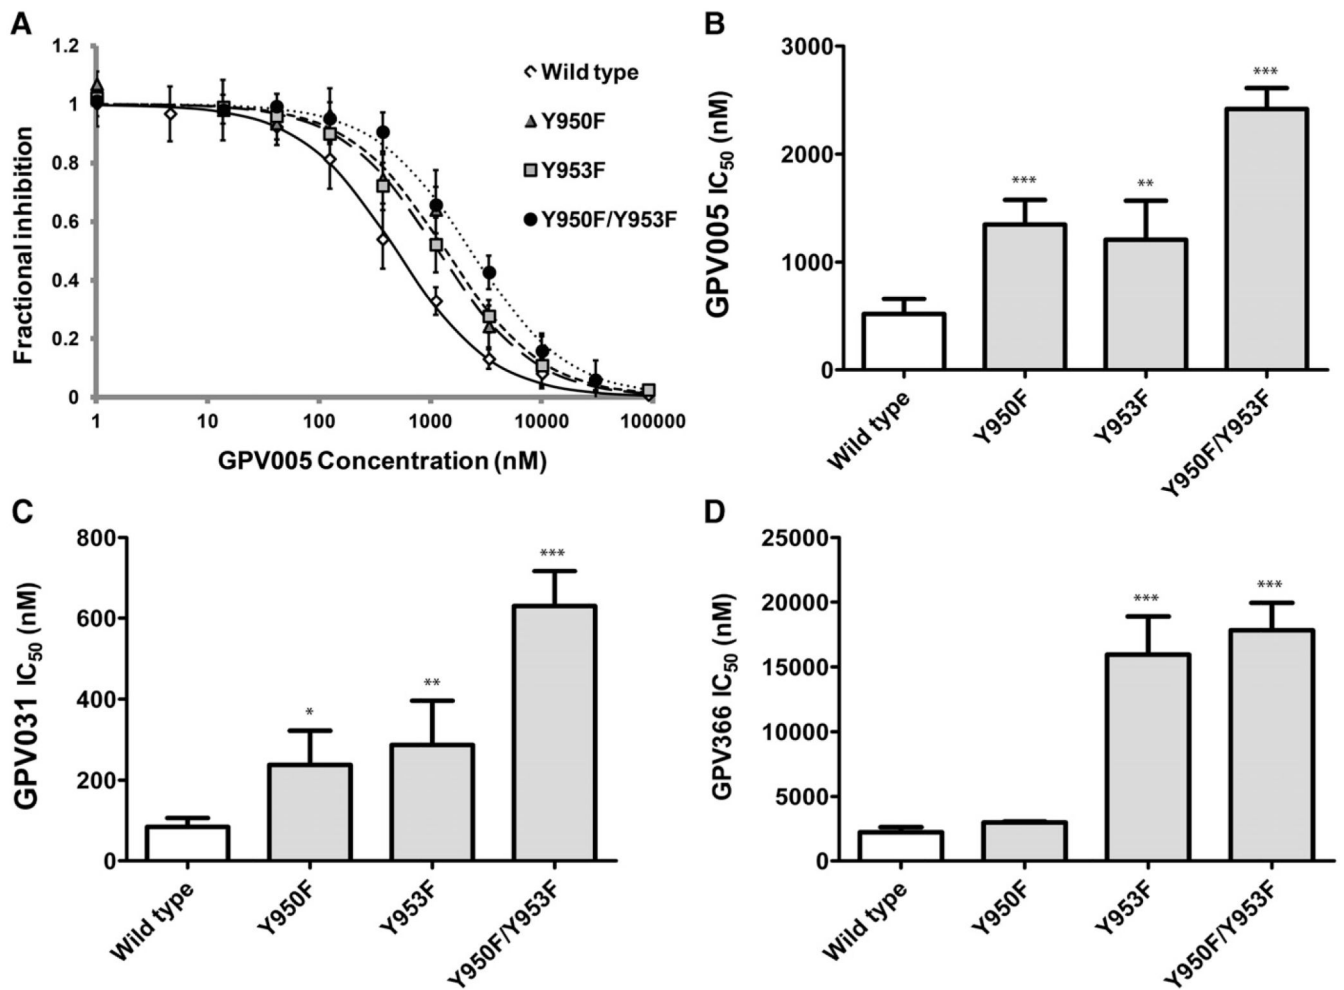 A
1.2
1
0.8
0.6
0.4
0.2
0
Fractional inhibition
1 10 100 1000 10000 100000
GPV005 Concentration (nM)
Wild type
Y950F
Y953F
Y950F/Y953F
B
3000
2000
1000
0
GPV005 IC50 (nM)
***
**
***
Wild type
Y950F
Y953F
Y950F/Y953F
C
800
600
400
200
0
GPV031 IC50 (nM)
*
**
***
Wild type
Y950F
Y953F
Y950F/Y953F
D
25000
20000
15000
10000
5000
0
GPV366 IC50 (nM)
***
***
Wild type
Y950F
Y953F
Y950F/Y953F